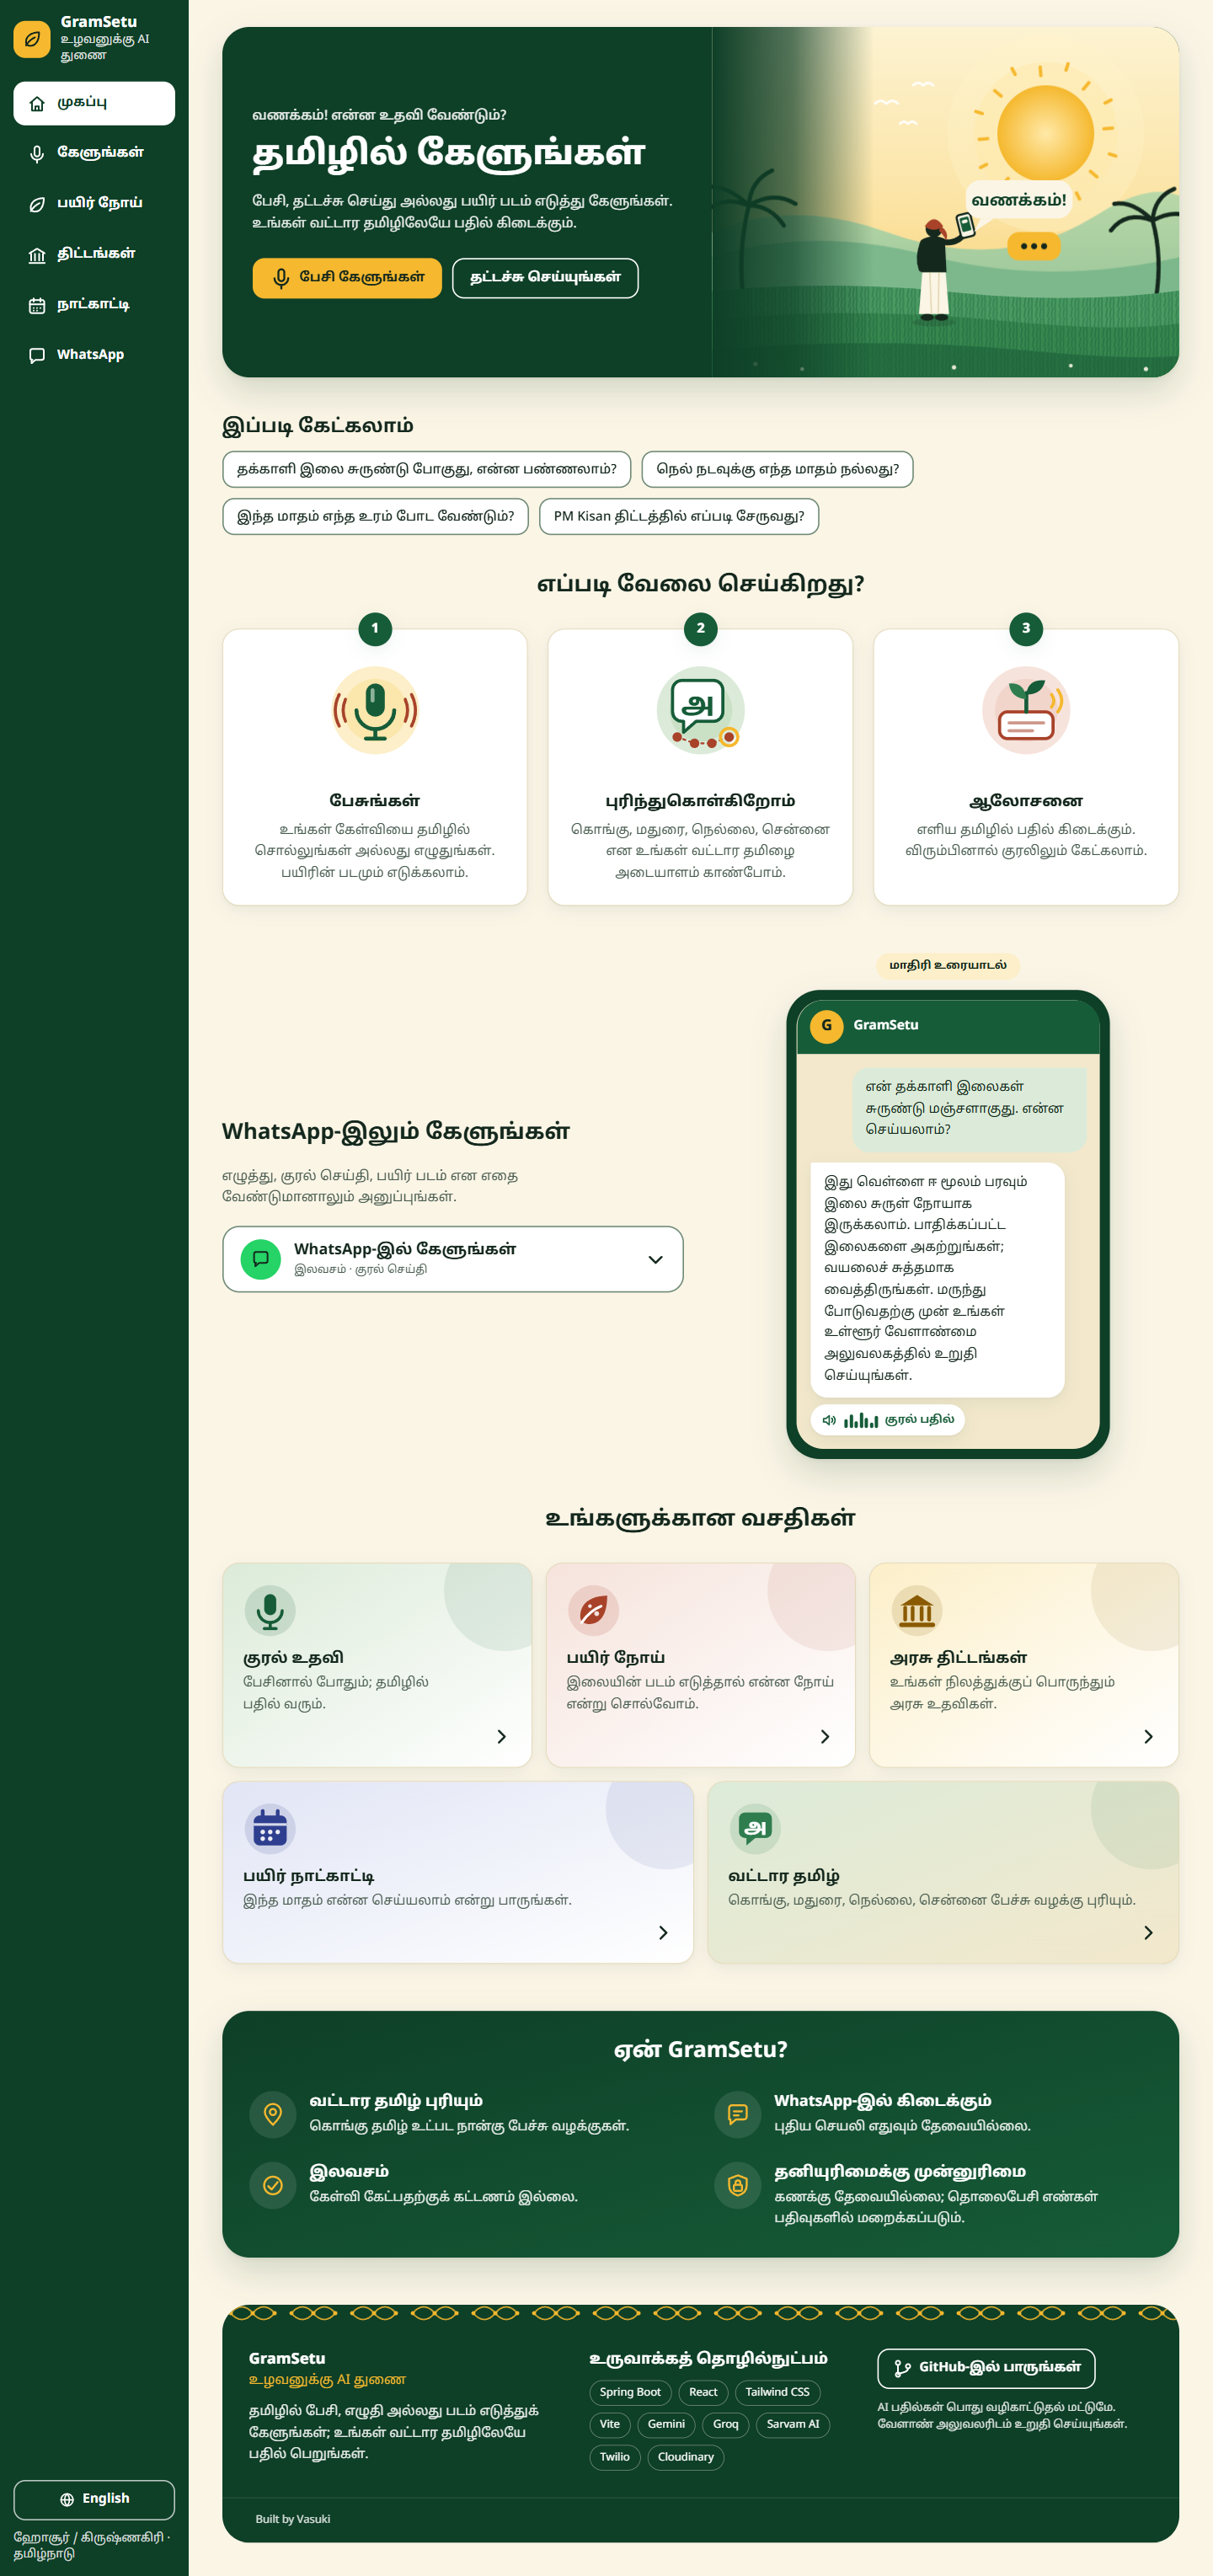 GramSetu
உழவனுக்கு AI
துணை
முகப்பு
கேளுங்கள்
பயிர் நோய்
திட்டங்கள்
நாட்காட்டி
WhatsApp
English
ஹோசூர் / கிருஷ்ணகிரி ·
தமிழ்நாடு
வணக்கம்! என்ன உதவி வேண்டும்?
தமிழில் கேளுங்கள்
பேசி, தட்டச்சு செய்து அல்லது பயிர் படம் எடுத்து கேளுங்கள்.
உங்கள் வட்டார தமிழிலேயே பதில் கிடைக்கும்.
பேசி கேளுங்கள்
தட்டச்சு செய்யுங்கள்
வணக்கம்!
இப்படி கேட்கலாம்
தக்காளி இலை சுருண்டு போகுது, என்ன பண்ணலாம்?
நெல் நடவுக்கு எந்த மாதம் நல்லது?
இந்த மாதம் எந்த உரம் போட வேண்டும்?
PM Kisan திட்டத்தில் எப்படி சேருவது?
எப்படி வேலை செய்கிறது?
1
பேசுங்கள்
உங்கள் கேள்வியை தமிழில்
சொல்லுங்கள் அல்லது எழுதுங்கள்.
பயிரின் படமும் எடுக்கலாம்.
2
அ
புரிந்துகொள்கிறோம்
கொங்கு, மதுரை, நெல்லை, சென்னை
என உங்கள் வட்டார தமிழை
அடையாளம் காண்போம்.
3
ஆலோசனை
எளிய தமிழில் பதில் கிடைக்கும்.
விரும்பினால் குரலிலும் கேட்கலாம்.
WhatsApp-இலும் கேளுங்கள்
எழுத்து, குரல் செய்தி, பயிர் படம் என எதை
வேண்டுமானாலும் அனுப்புங்கள்.
WhatsApp-இல் கேளுங்கள்
இலவசம் · குரல் செய்தி
மாதிரி உரையாடல்
G
GramSetu
என் தக்காளி இலைகள்
சுருண்டு மஞ்சளாகுது. என்ன
செய்யலாம்?
இது வெள்ளை ஈ மூலம் பரவும்
இலை சுருள் நோயாக
இருக்கலாம். பாதிக்கப்பட்ட
இலைகளை அகற்றுங்கள்;
வயலைச் சுத்தமாக
வைத்திருங்கள். மருந்து
போடுவதற்கு முன் உங்கள்
உள்ளூர் வேளாண்மை
அலுவலகத்தில் உறுதி
செய்யுங்கள்.
குரல் பதில்
உங்களுக்கான வசதிகள்
குரல் உதவி
பேசினால் போதும்; தமிழில்
பதில் வரும்.
பயிர் நோய்
இலையின் படம் எடுத்தால் என்ன நோய்
என்று சொல்வோம்.
அரசு திட்டங்கள்
உங்கள் நிலத்துக்குப் பொருந்தும்
அரசு உதவிகள்.
பயிர் நாட்காட்டி
இந்த மாதம் என்ன செய்யலாம் என்று பாருங்கள்.
அ
வட்டார தமிழ்
கொங்கு, மதுரை, நெல்லை, சென்னை பேச்சு வழக்கு புரியும்.
ஏன் GramSetu?
வட்டார தமிழ் புரியும்
கொங்கு தமிழ் உட்பட நான்கு பேச்சு வழக்குகள்.
WhatsApp-இல் கிடைக்கும்
புதிய செயலி எதுவும் தேவையில்லை.
இலவசம்
கேள்வி கேட்பதற்குக் கட்டணம் இல்லை.
தனியுரிமைக்கு முன்னுரிமை
கணக்கு தேவையில்லை; தொலைபேசி எண்கள்
பதிவுகளில் மறைக்கப்படும்.
GramSetu
உழவனுக்கு AI துணை
தமிழில் பேசி, எழுதி அல்லது படம் எடுத்துக்
கேளுங்கள்; உங்கள் வட்டார தமிழிலேயே
பதில் பெறுங்கள்.
உருவாக்கத் தொழில்நுட்பம்
Spring Boot
React
Tailwind CSS
Vite
Gemini
Groq
Sarvam AI
Twilio
Cloudinary
GitHub-இல் பாருங்கள்
AI பதில்கள் பொது வழிகாட்டுதல் மட்டுமே.
வேளாண் அலுவலரிடம் உறுதி செய்யுங்கள்.
Built by Vasuki